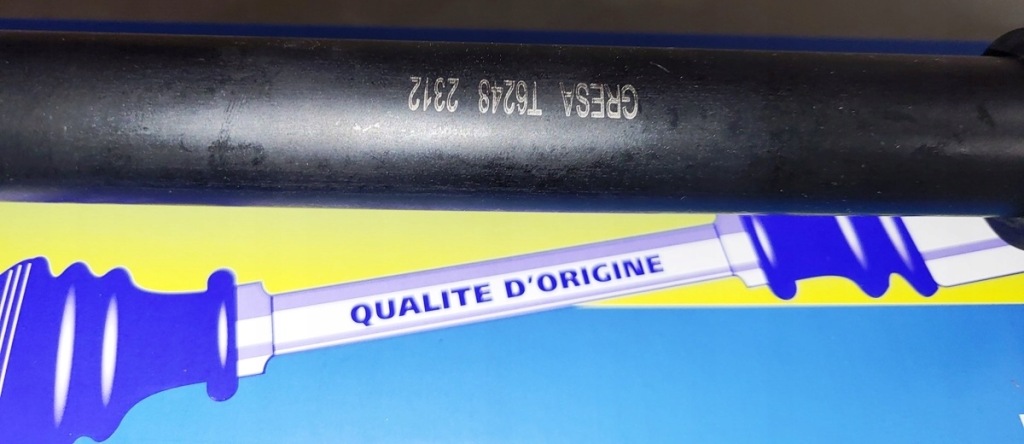 GRESA T6248 2312
QUALITE D'ORIGINE